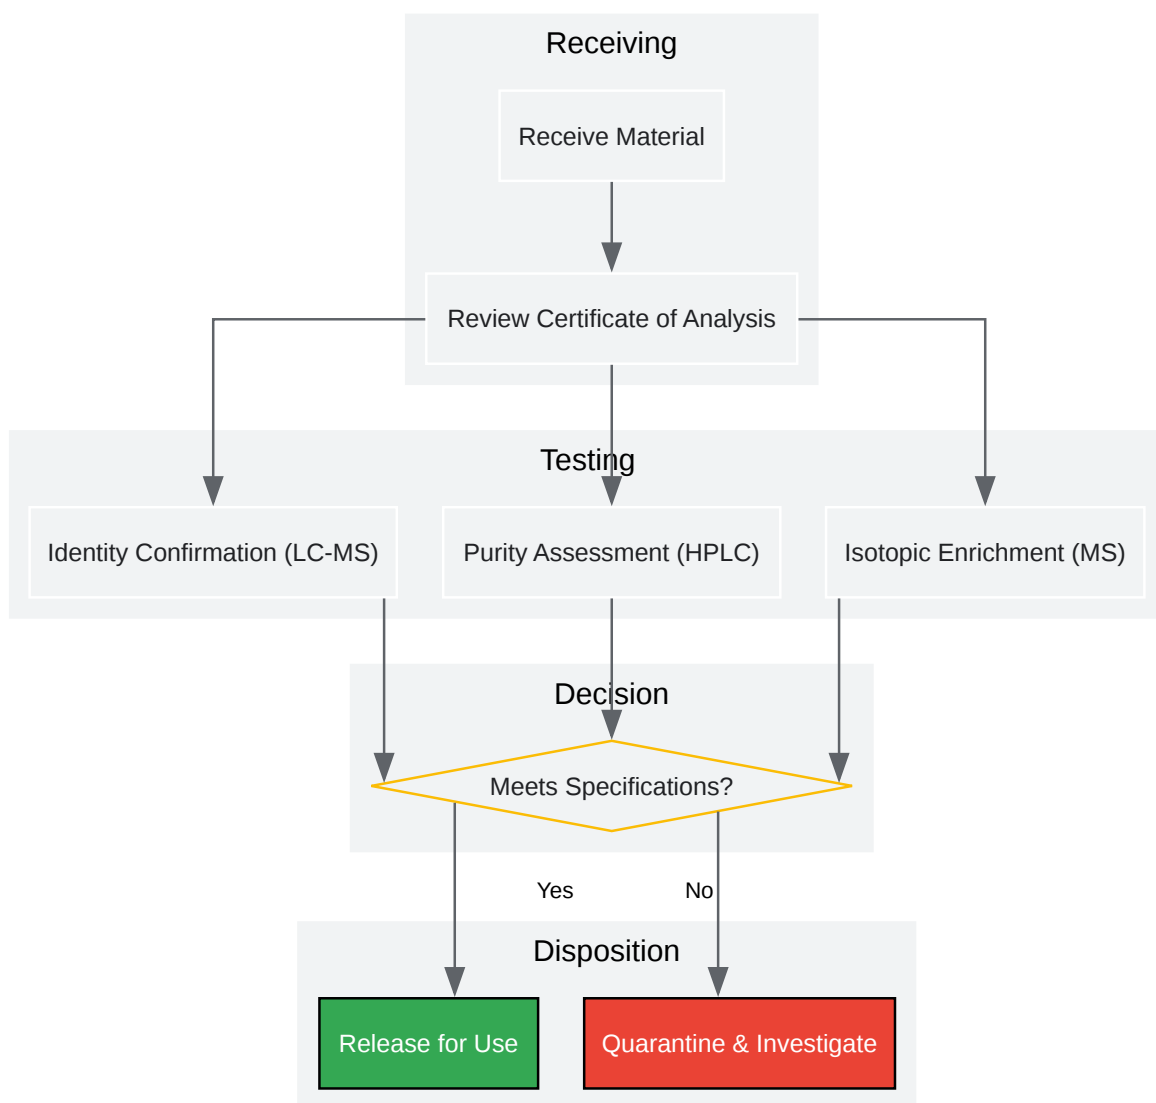 Receiving
Receive Material
Review Certificate of Analysis
Testing
Identity Confirmation (LC-MS)
Purity Assessment (HPLC)
Isotopic Enrichment (MS)
Decision
Meets Specifications?
Yes
No
Disposition
Release for Use
Quarantine & Investigate